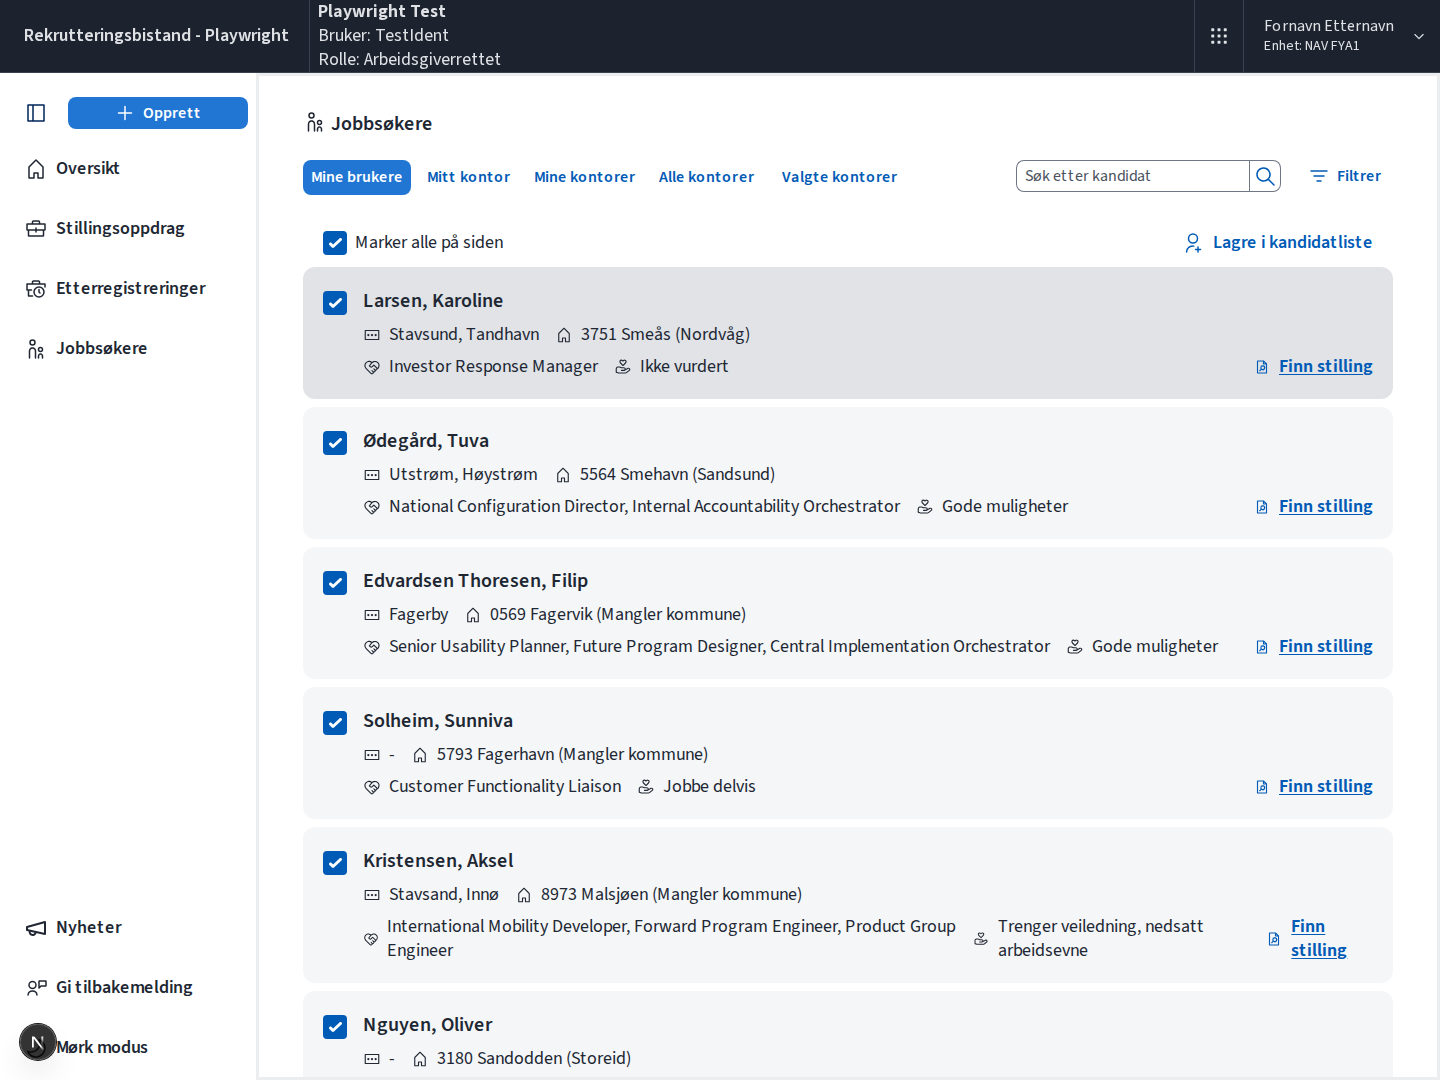 Rekrutteringsbistand - Playwright
Playwright Test
Bruker: TestIdent
Rolle: Arbeidsgiverrettet
Fornavn Etternavn
Enhet: NAV FYA1
Opprett
Oversikt
Stillingsoppdrag
Etterregistreringer
Jobbsøkere
Nyheter
Gi tilbakemelding
N
Mørk modus
Jobbsøkere
Mine brukere
Mitt kontor
Mine kontorer
Alle kontorer
Valgte kontorer
Søk etter kandidat
Filtrer
Marker alle på siden
Lagre i kandidatliste
Larsen, Karoline
Stavsund, Tandhavn 3751 Smeås (Nordvåg)
Investor Response Manager Ikke vurdert
Finn stilling
Ødegård, Tuva
Utstrøm, Høystrøm 5564 Smehavn (Sandsund)
National Configuration Director, Internal Accountability Orchestrator Gode muligheter
Finn stilling
Edvardsen Thoresen, Filip
Fagerby 0569 Fagervik (Mangler kommune)
Senior Usability Planner, Future Program Designer, Central Implementation Orchestrator Gode muligheter
Finn stilling
Solheim, Sunniva
- 5793 Fagerhavn (Mangler kommune)
Customer Functionality Liaison Jobbe delvis
Finn stilling
Kristensen, Aksel
Stavsand, Innø 8973 Malsjøen (Mangler kommune)
International Mobility Developer, Forward Program Engineer, Product Group
Engineer
Trenger veiledning, nedsatt
arbeidsevne
Finn
stilling
Nguyen, Oliver
- 3180 Sandodden (Storeid)